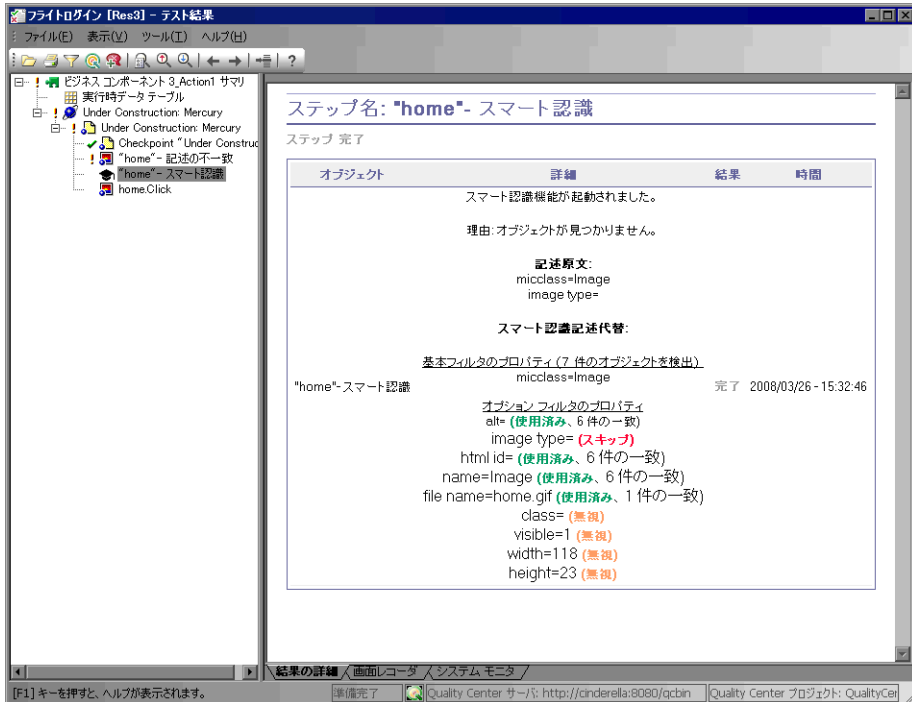 フライトログイン [Res3] - テスト結果
ファイル(F) 表示(V) ツール(T) ヘルプ(H)
ビジネス コンポーネント 3_Action1 サマリ
実行時データ テーブル
Under Construction: Mercury
Under Construction: Mercury
Checkpoint "Under Construc
"home"- 記述の不一致
"home"- スマート認識
home.Click
ステップ名: "home"- スマート認識
ステップ 完了
オブジェクト 詳細 結果 時間
スマート認識機能が起動されました。
理由: オブジェクトが見つかりません。
記述原文:
micclass=Image
image type=
スマート認識記述代替:
基本フィルタのプロパティ (7 件のオブジェクトを検出)
micclass=Image
"home"-スマート認識 完了 2008/03/26 - 15:32:46
オプション フィルタのプロパティ
alt= (使用済み、6 件の一致)
image type= (スキップ)
html id= (使用済み、6 件の一致)
name=Image (使用済み、6 件の一致)
file name=home.gif (使用済み、1 件の一致)
class= (無視)
visible=1 (無視)
width=118 (無視)
height=23 (無視)
結果の詳細 画面レコーダ システム モニタ
[F1] キーを押すと、ヘルプが表示されます。 準備完了 Quality Center サーバ: http://cinderella:8080/qcbin Quality Center プロジェクト: QualityCer